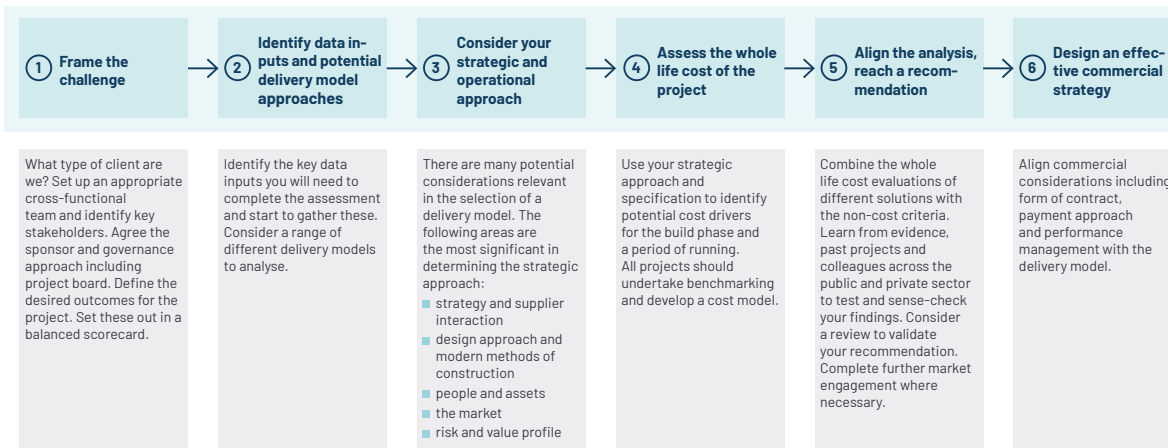 1
Frame the
challenge
2
Identify data in-
puts and potential
delivery model
approaches
3
Consider your
strategic and
operational
approach
4
Assess the whole
life cost of the
project
5
Align the analysis,
reach a recom-
mendation
6
Design an effec-
tive commercial
strategy
What type of client are
we? Set up an appropriate
cross-functional
team and identify key
stakeholders. Agree the
sponsor and governance
approach including
project board. Define the
desired outcomes for the
project. Set these out in a
balanced scorecard.
Identify the key data
inputs you will need to
complete the assessment
and start to gather these.
Consider a range of
different delivery models
to analyse.
There are many potential
considerations relevant
in the selection of a
delivery model. The
following areas are
the most significant in
determining the strategic
approach:
strategy and supplier
interaction
design approach and
modern methods of
construction
people and assets
the market
risk and value profile
Use your strategic
approach and
specification to identify
potential cost drivers
for the build phase and
a period of running.
All projects should
undertake benchmarking
and develop a cost model.
Combine the whole
life cost evaluations of
different solutions with
the non-cost criteria.
Learn from evidence,
past projects and
colleagues across the
public and private sector
to test and sense-check
your findings. Consider
a review to validate
your recommendation.
Complete further market
engagement where
necessary.
Align commercial
considerations including
form of contract,
payment approach
and performance
management with the
delivery model.